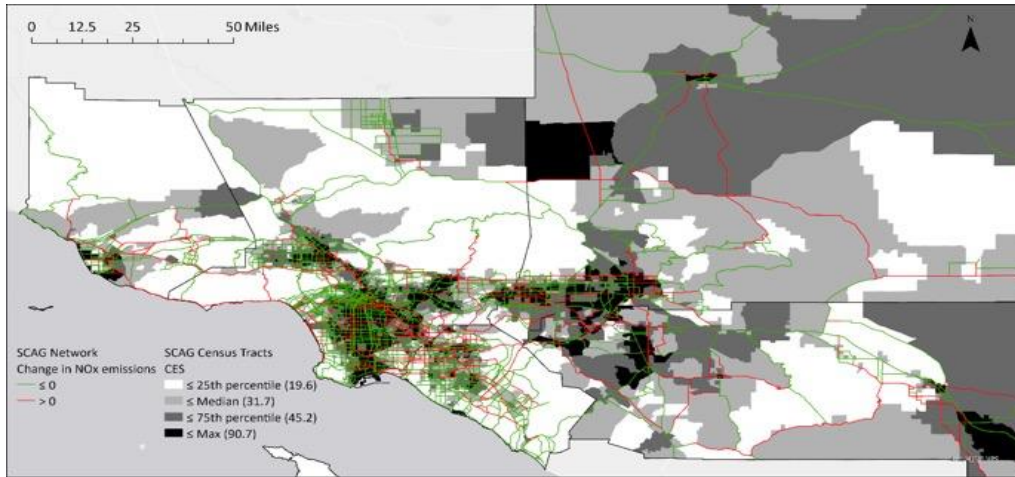 0 12.5 25 50 Miles
N
SCAG Network
Change in NOx emissions
≤ 0
> 0
SCAG Census Tracts
CES
≤ 25th percentile (19.6)
≤ Median (31.7)
≤ 75th percentile (45.2)
≤ Max (90.7)